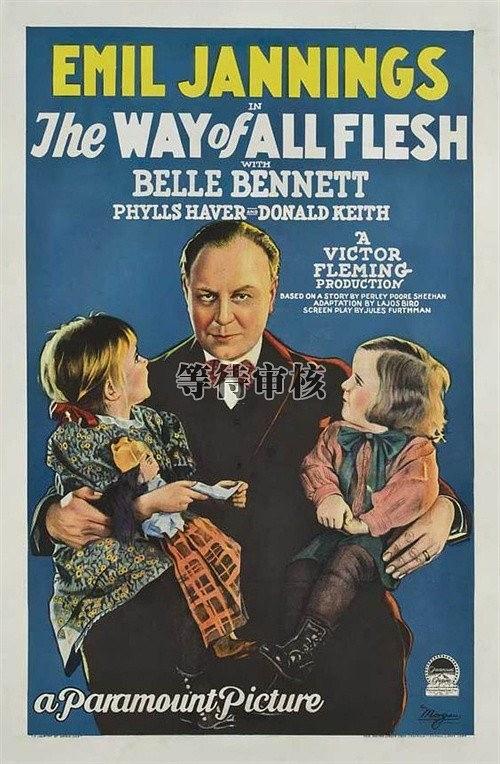 EMIL JANNINGS
IN
The WAY of ALL FLESH
WITH
BELLE BENNETT
PHYLLS HAVER AND DONALD KEITH
A
VICTOR
FLEMING
PRODUCTION
BASED ON A STORY BY PERLEY POORE SHEEHAN
ADAPTATION BY LAJOS BIRO
SCREEN PLAY BY JULES FURTHMAN
等待审核
a Paramount Picture
Paramount
Morgan